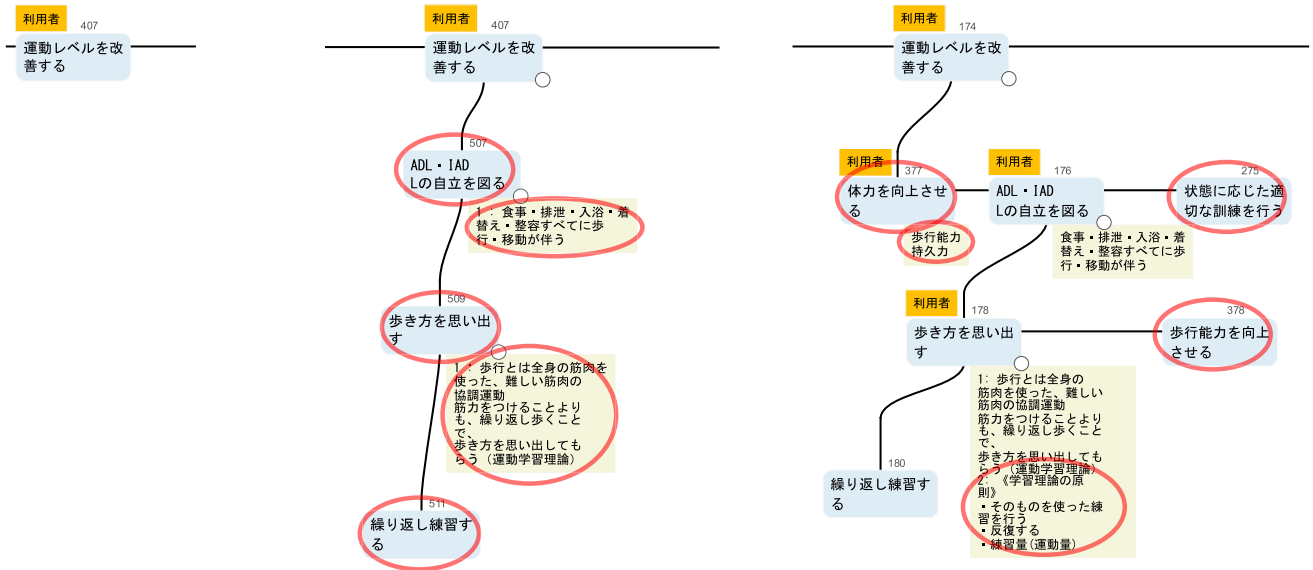 利用者
407
運動レベルを改
善する
利用者
407
運動レベルを改
善する
507
ADL・IAD
Lの自立を図る
1：食事・排泄・入浴・着
替え・整容すべてに歩
行・移動が伴う
509
歩き方を思い出
す
1：歩行とは全身の筋肉を
使った、難しい筋肉の
協調運動
筋力をつけることより
も、繰り返し歩くこと
で、
歩き方を思い出しても
らう（運動学習理論）
511
繰り返し練習す
る
利用者
174
運動レベルを改
善する
利用者
377
体力を向上させ
る
歩行能力
持久力
利用者
176
ADL・IAD
Lの自立を図る
食事・排泄・入浴・着
替え・整容すべてに歩
行・移動が伴う
275
状態に応じた適
切な訓練を行う
利用者
178
歩き方を思い出
す
378
歩行能力を向上
させる
1: 歩行とは全身の
筋肉を使った、難しい
筋肉の協調運動
筋力をつけることより
も、繰り返し歩くこと
で、
歩き方を思い出しても
らう（運動学習理論）
2: 《学習理論の原
則》
・そのものを使った練
習を行う
・反復する
・練習量(運動量)
180
繰り返し練習す
る